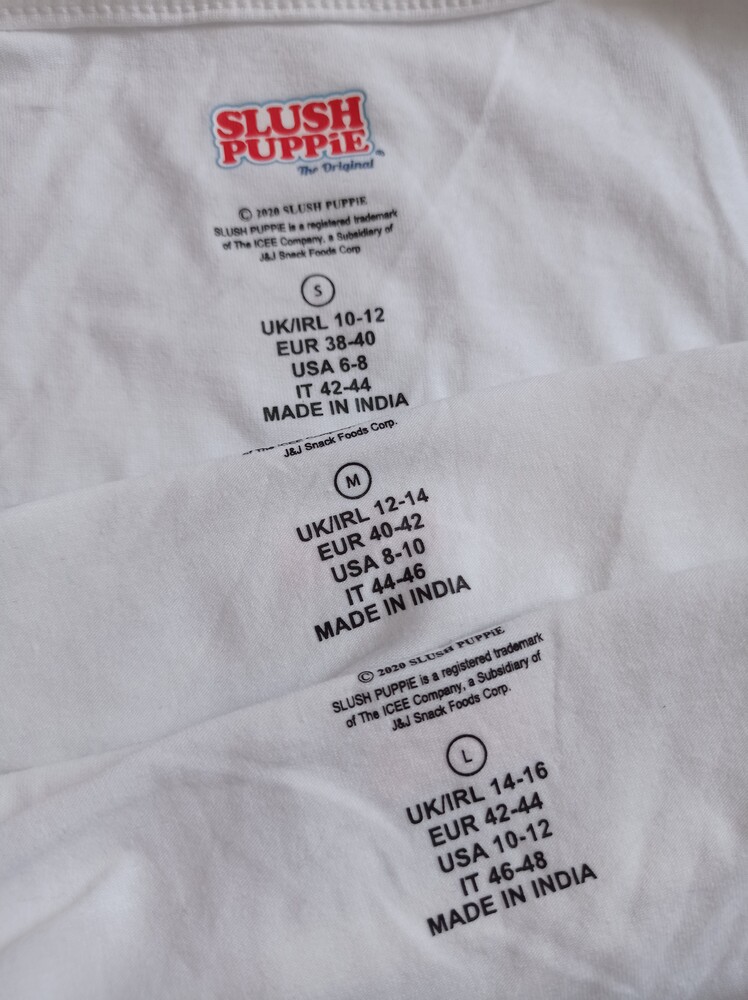 SLUSH
PUPPiE
The Original
© 2020 SLUSH PUPPIE
SLUSH PUPPIE is a registered trademark
of The ICEE Company, a Subsidiary of
J&J Snack Foods Corp
S
UK/IRL 10-12
EUR 38-40
USA 6-8
IT 42-44
MADE IN INDIA
J&J Snack Foods Corp.
M
UK/IRL 12-14
EUR 40-42
USA 8-10
IT 44-46
MADE IN INDIA
© 2020 SLUSH PUPPIE
SLUSH PUPPIE is a registered trademark
of The ICEE Company, a Subsidiary of
J&J Snack Foods Corp.
L
UK/IRL 14-16
EUR 42-44
USA 10-12
IT 46-48
MADE IN INDIA